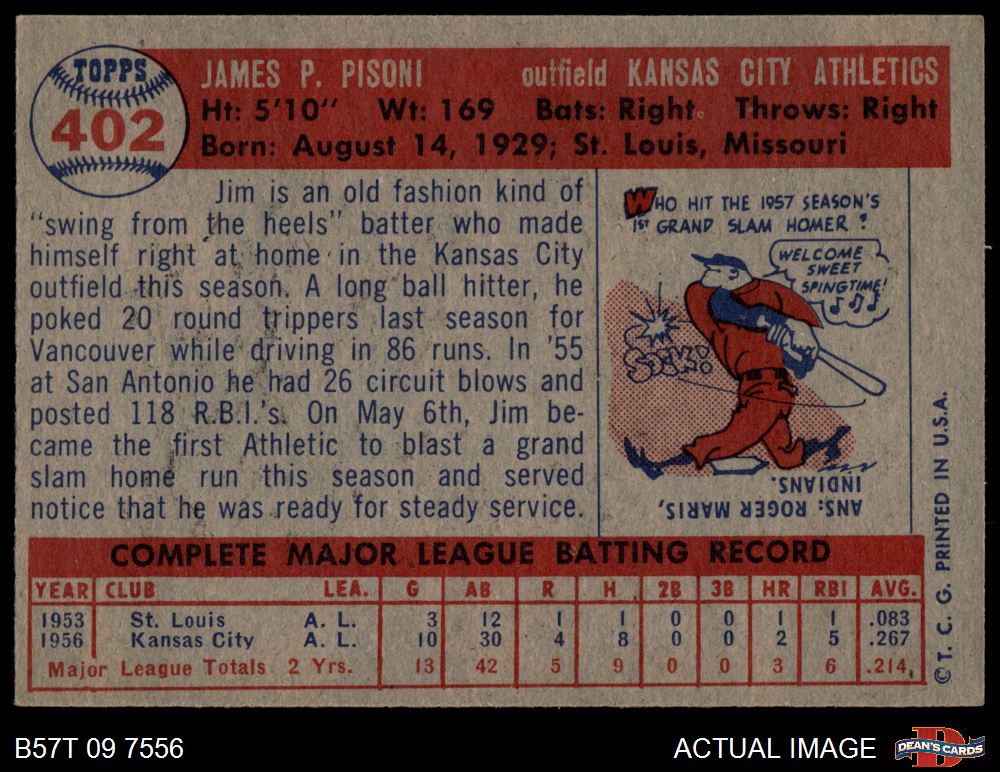 TOPPS
402
JAMES P. PISONI outfield KANSAS CITY ATHLETICS
Ht: 5'10" Wt: 169 Bats: Right Throws: Right
Born: August 14, 1929; St. Louis, Missouri
Jim is an old fashion kind of
"swing from the heels" batter who made
himself right at home in the Kansas City
outfield this season. A long ball hitter, he
poked 20 round trippers last season for
Vancouver while driving in 86 runs. In '55
at San Antonio he had 26 circuit blows and
posted 118 R.B.I.'s. On May 6th, Jim be-
came the first Athletic to blast a grand
slam home run this season and served
notice that he was ready for steady service.
WHO HIT THE 1957 SEASON'S
1ST GRAND SLAM HOMER?
WELCOME
SWEET
SPINGTIME!
ANS: ROGER MARIS,
INDIANS.
COMPLETE MAJOR LEAGUE BATTING RECORD
YEAR CLUB LEA. G AB R H 2B 3B HR RBI AVG.
1953 St. Louis A. L. 3 12 1 1 0 0 1 1 .083
1956 Kansas City A. L. 10 30 4 8 0 0 2 5 .267
Major League Totals 2 Yrs. 13 42 5 9 0 0 3 6 .214
© T. C. G. PRINTED IN U.S.A.
B57T 09 7556 ACTUAL IMAGE DEAN'S CARDS